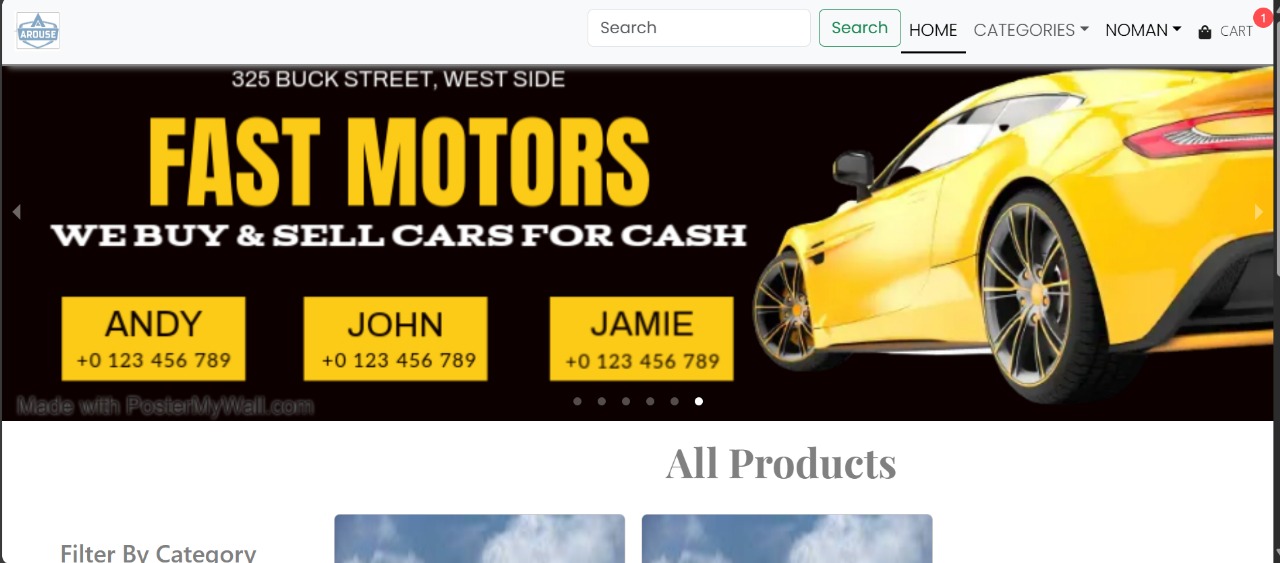 AROUSE
Search
Search
HOME
CATEGORIES
NOMAN
CART
1
325 BUCK STREET, WEST SIDE
FAST MOTORS
WE BUY & SELL CARS FOR CASH
ANDY
+0 123 456 789
JOHN
+0 123 456 789
JAMIE
+0 123 456 789
Made with PosterMyWall.com
All Products
Filter By Category